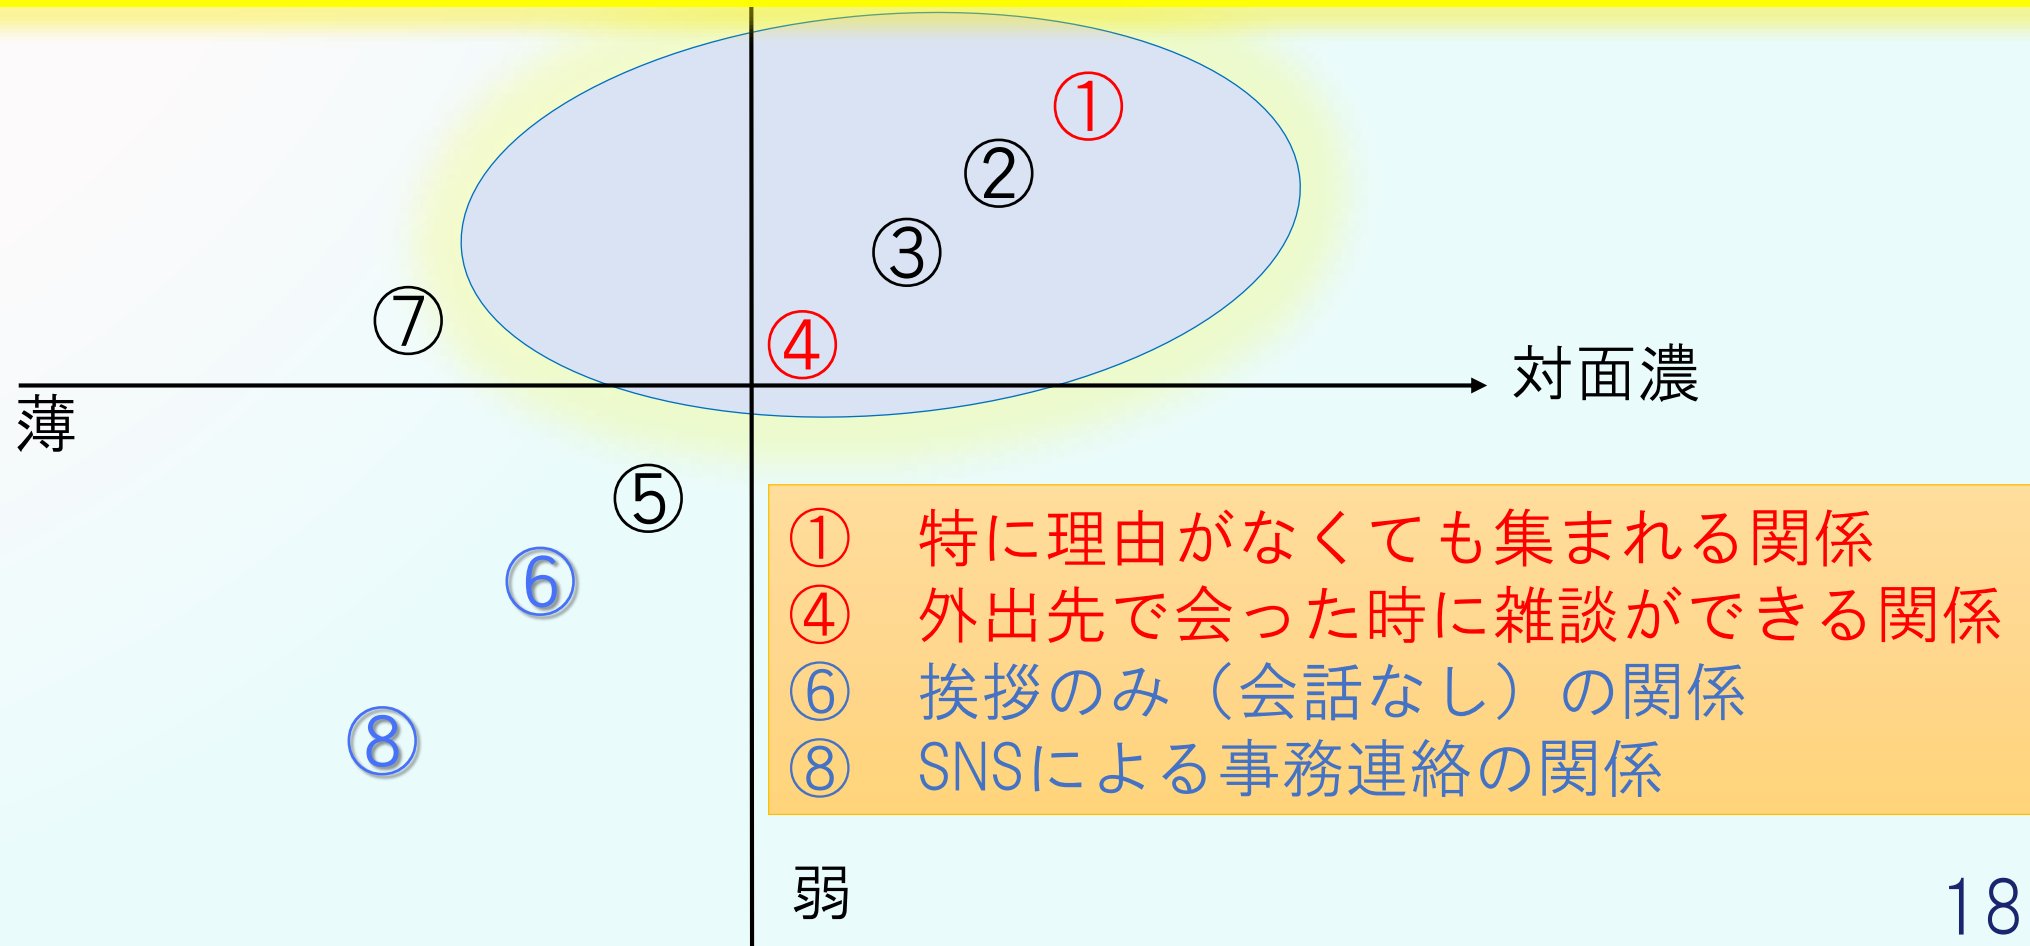 ①
②
③
⑦
④
対面濃
薄
⑤
① 特に理由がなくても集まれる関係
⑥
④ 外出先で会った時に雑談ができる関係
⑥ 挨拶のみ（会話なし）の関係
⑧
⑧ SNSによる事務連絡の関係
弱
18